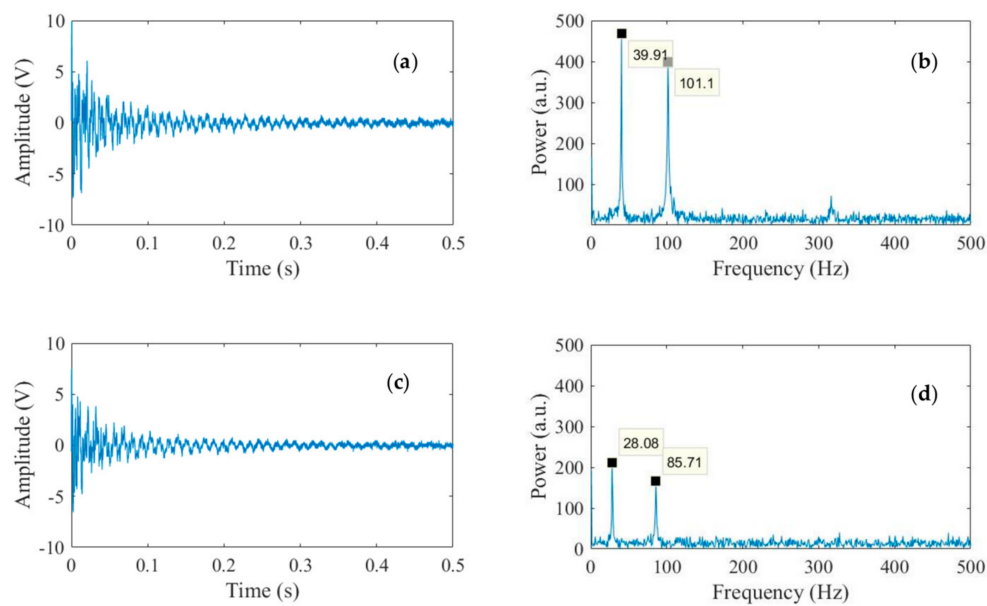 10
5
0
-5
-10
Amplitude (V)
(a)
0 0.1 0.2 0.3 0.4 0.5
Time (s)
500
400
300
200
100
Power (a.u.)
39.91
101.1
(b)
0 100 200 300 400 500
Frequency (Hz)
10
5
0
-5
-10
Amplitude (V)
(c)
0 0.1 0.2 0.3 0.4 0.5
Time (s)
500
400
300
200
100
0
Power (a.u.)
28.08
85.71
(d)
0 100 200 300 400 500
Frequency (Hz)